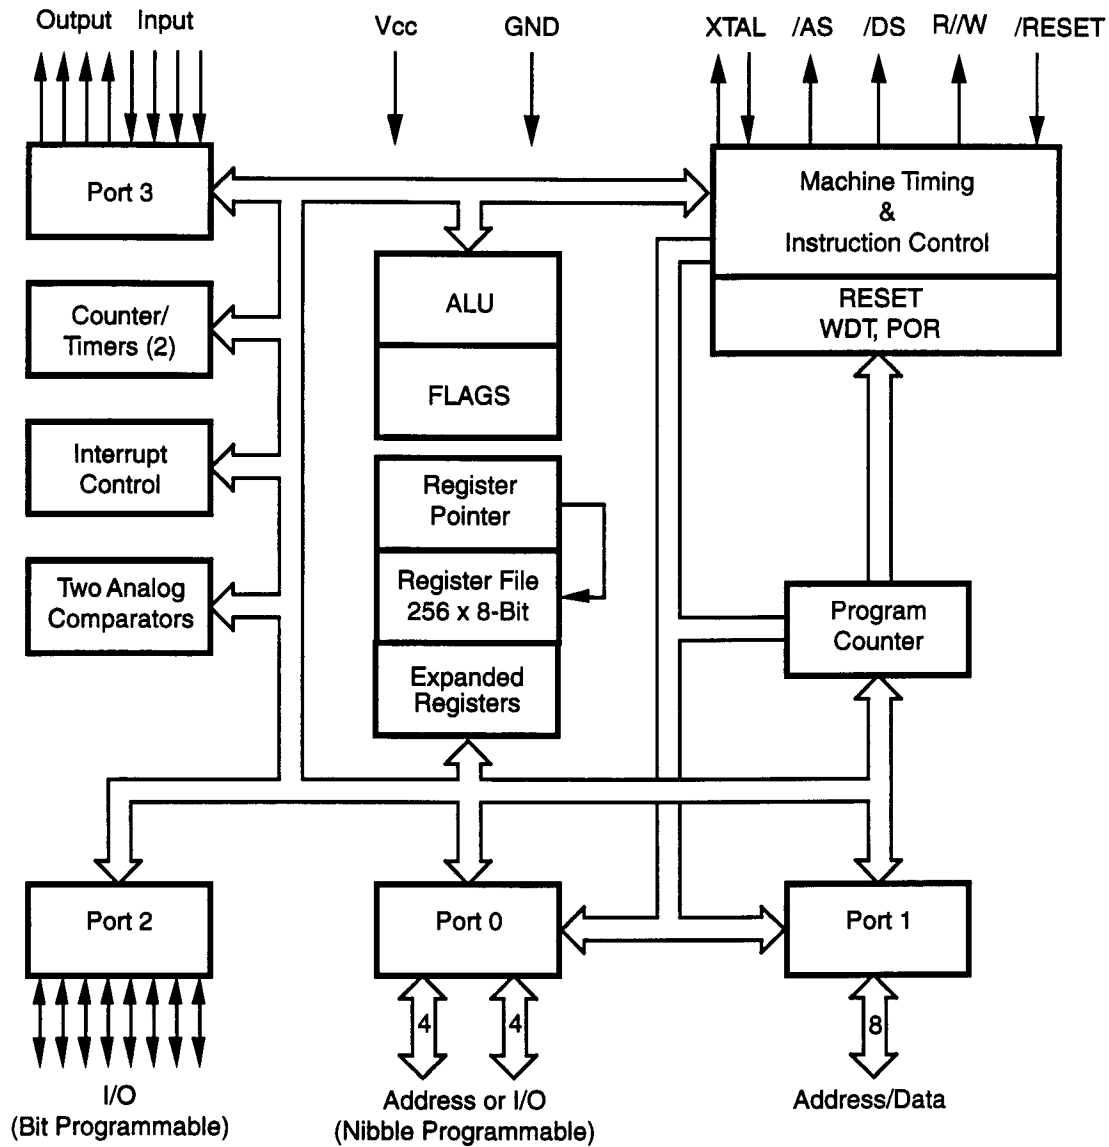 Output Input Vcc GND XTAL /AS /DS R//W /RESET
Port 3
Machine Timing
&
Instruction Control
RESET
WDT, POR
Counter/
Timers (2)
ALU
FLAGS
Interrupt
Control
Register
Pointer
Two Analog
Comparators
Register File
256 x 8-Bit
Expanded
Registers
Program
Counter
Port 2
Port 0
Port 1
4
4
8
I/O
(Bit Programmable)
Address or I/O
(Nibble Programmable)
Address/Data